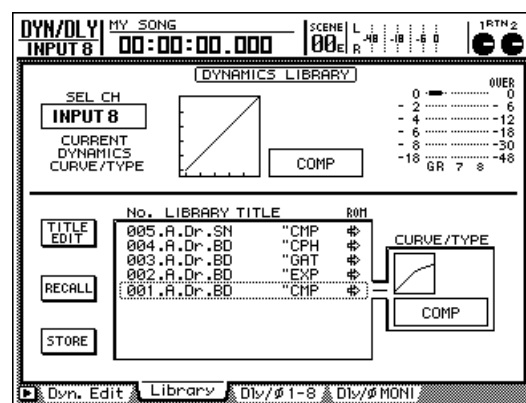 DYN/DLY MY SONG SCENE L -48 -18 -6 0 1 RTN 2
INPUT 8 00:00:00.000 00E R
DYNAMICS LIBRARY
SEL CH
INPUT 8
CURRENT
DYNAMICS
CURVE/TYPE
COMP
OVER
0 0
- 2 - 6
- 4 -12
- 6 -18
- 8 -30
-18 -48
GR 7 8
No. LIBRARY TITLE ROM
005.A.Dr.SN "CMP
004.A.Dr.BD "CPH
003.A.Dr.BD "GAT
002.A.Dr.BD "EXP
001.A.Dr.BD "CMP
TITLE
EDIT
RECALL
STORE
CURVE/TYPE
COMP
Dyn. Edit Library Dly/ø 1-8 Dly/ø MONI